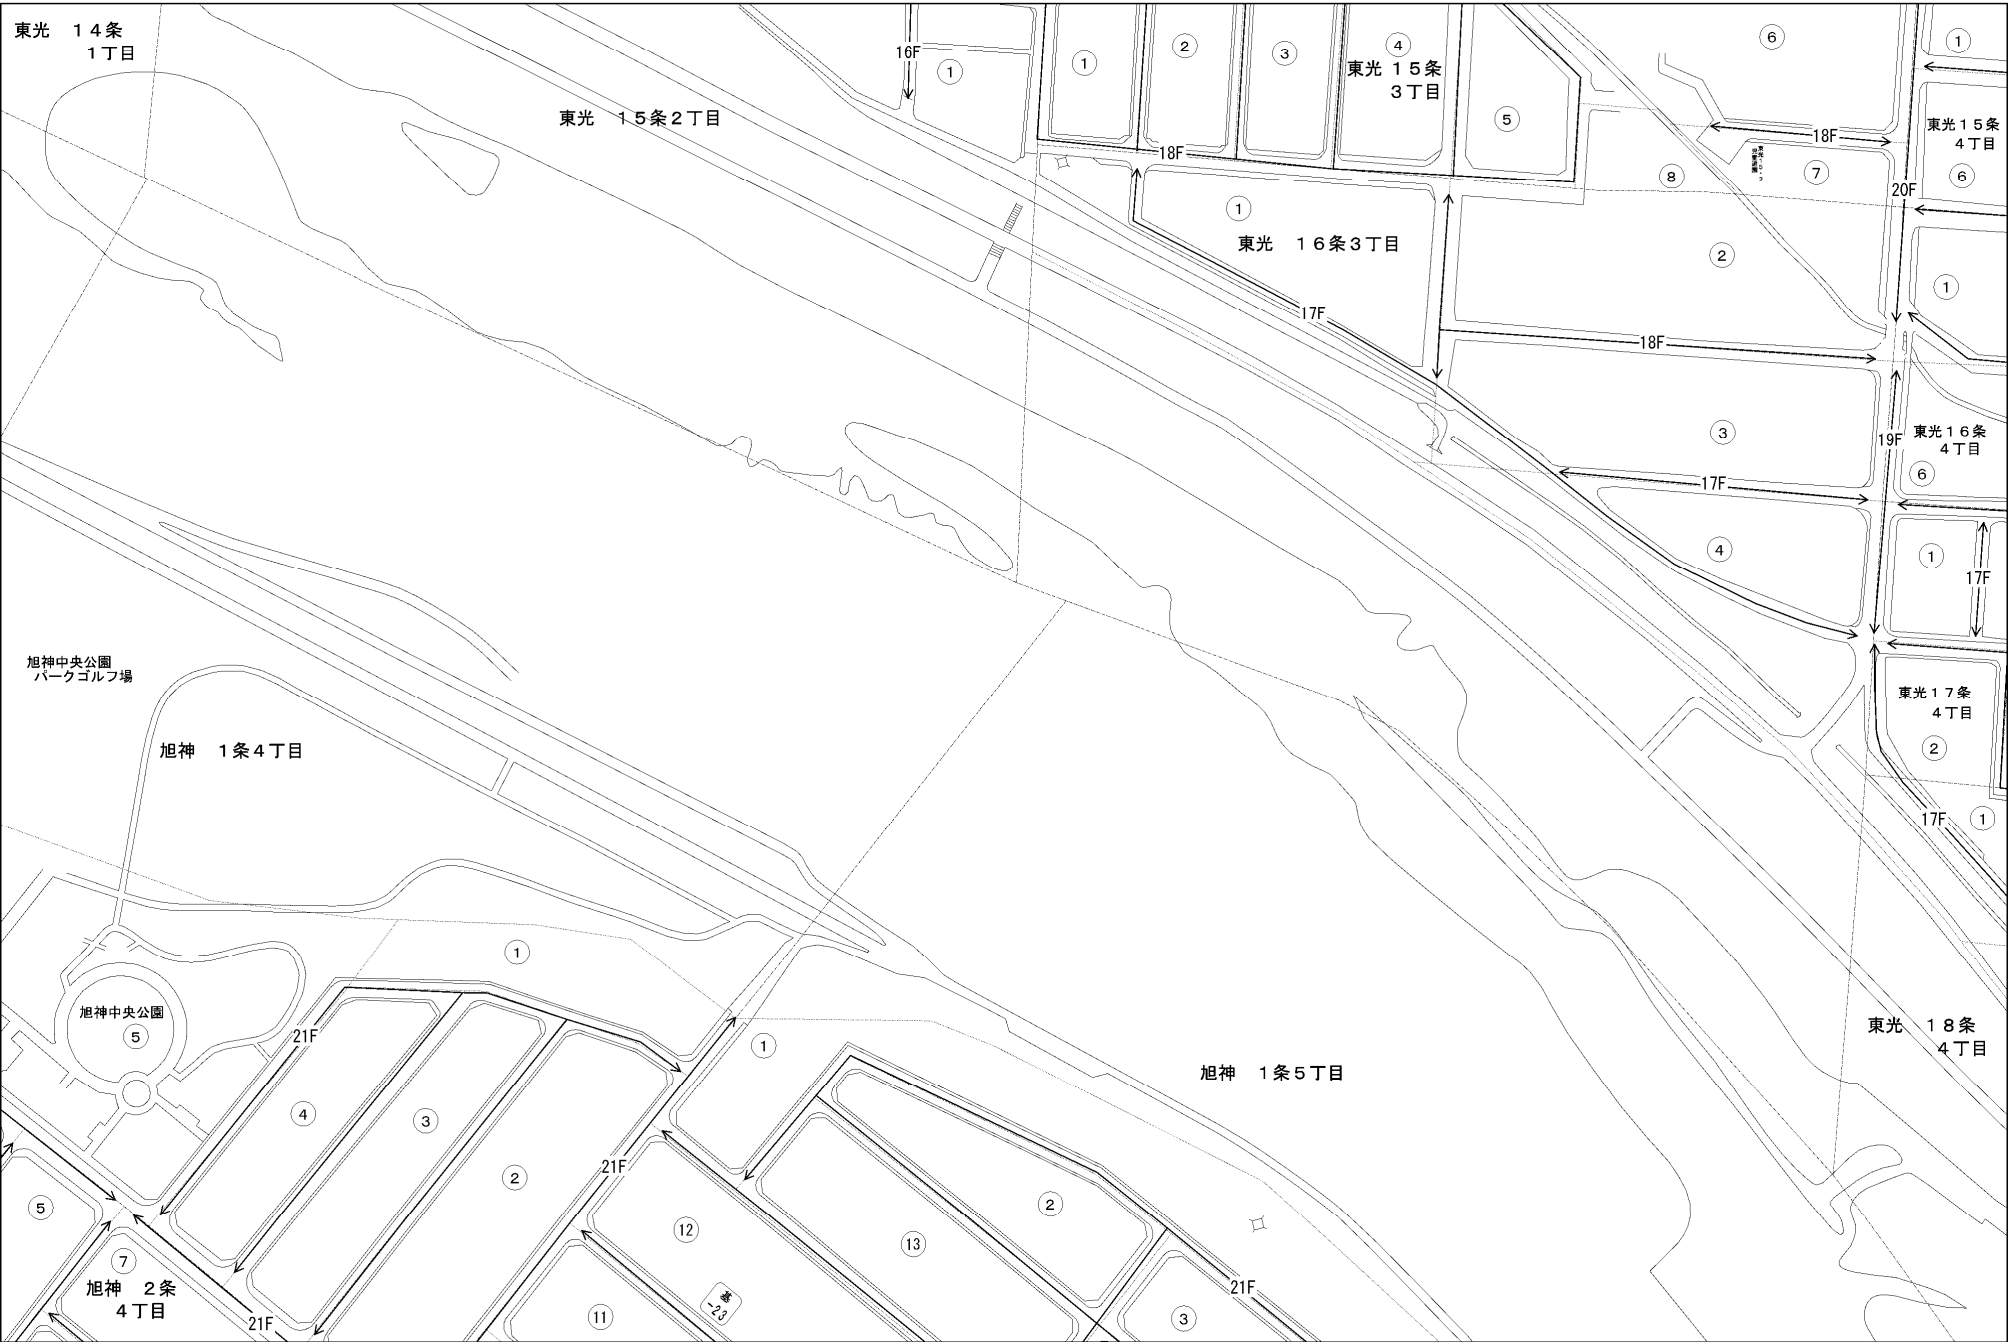 東光 14条
1丁目
16F
①
①
②
③
④
東光 15条
3丁目
⑤
⑥
①
東光 15条2丁目
18F
18F
東光15条
4丁目
⑧
⑦
⑥
20F
①
東光 16条3丁目
②
①
17F
18F
③
19F
東光16条
4丁目
⑥
17F
④
①
17F
旭神中央公園
パークゴルフ場
東光17条
4丁目
②
旭神 1条4丁目
17F
①
①
旭神中央公園
⑤
21F
①
東光 18条
4丁目
旭神 1条5丁目
④
③
②
21F
⑤
②
⑫
⑬
⑦
旭神 2条
4丁目
21F
21F
基
-23
⑪
③